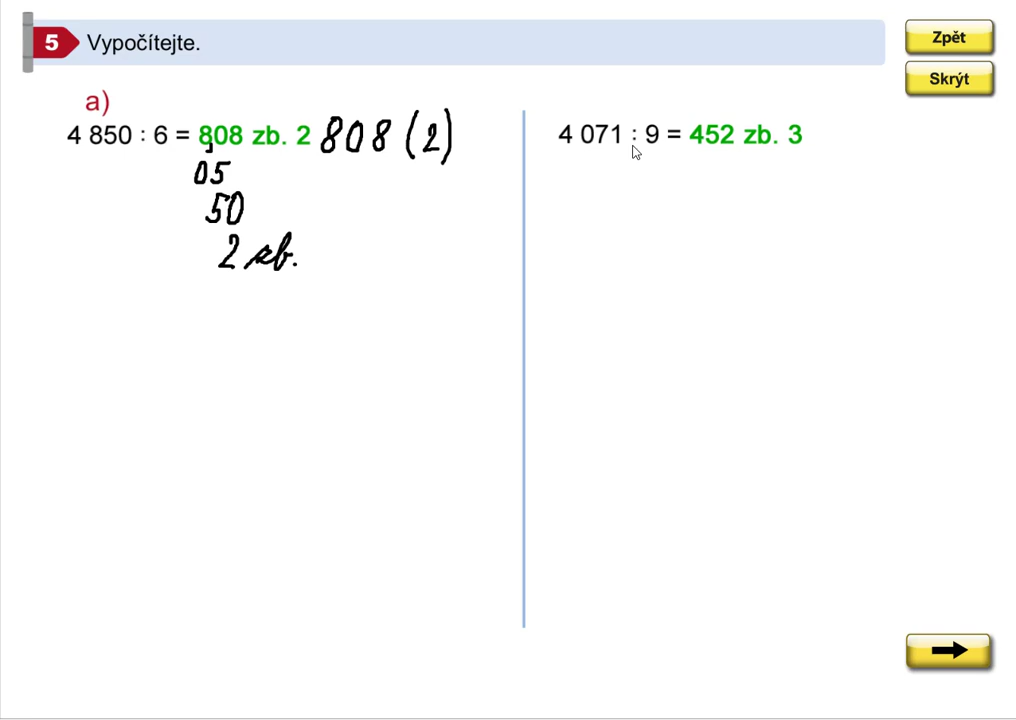 5 Vypočítejte.
Zpět
Skrýt
a)
4 850 : 6 = 808 zb. 2 808 (2)
05
50
2 zb.
4 071 : 9 = 452 zb. 3